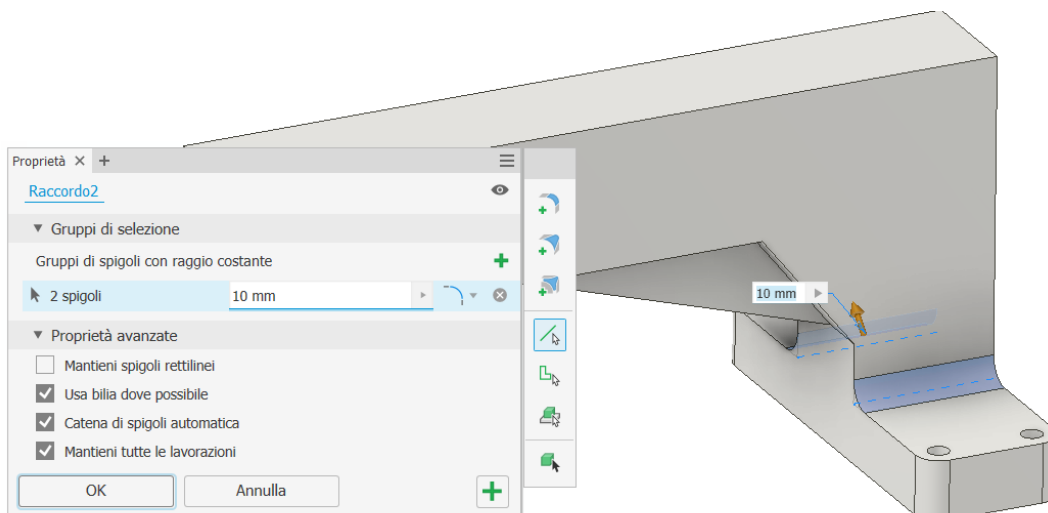 Proprietà
Raccordo2
Gruppi di selezione
Gruppi di spigoli con raggio costante
2 spigoli 10 mm
Proprietà avanzate
Mantieni spigoli rettilinei
Usa bilia dove possibile
Catena di spigoli automatica
Mantieni tutte le lavorazioni
OK Annulla
10 mm